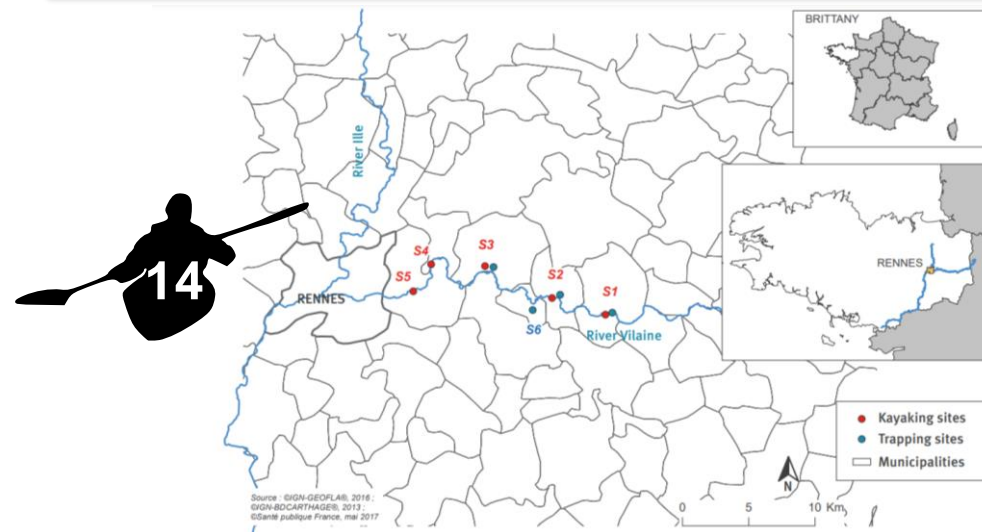 BRITTANY
River Ille
RENNES
14
S4
S3
S5
S2
S1
RENNES
S6
River Vilaine
Kayaking sites
Trapping sites
Municipalities
Source : ©IGN-GEOFLA®, 2016 ;
©IGN-BDCARTHAGE®, 2013 ;
©Santé publique France, mai 2017
N
0 5 10 Km